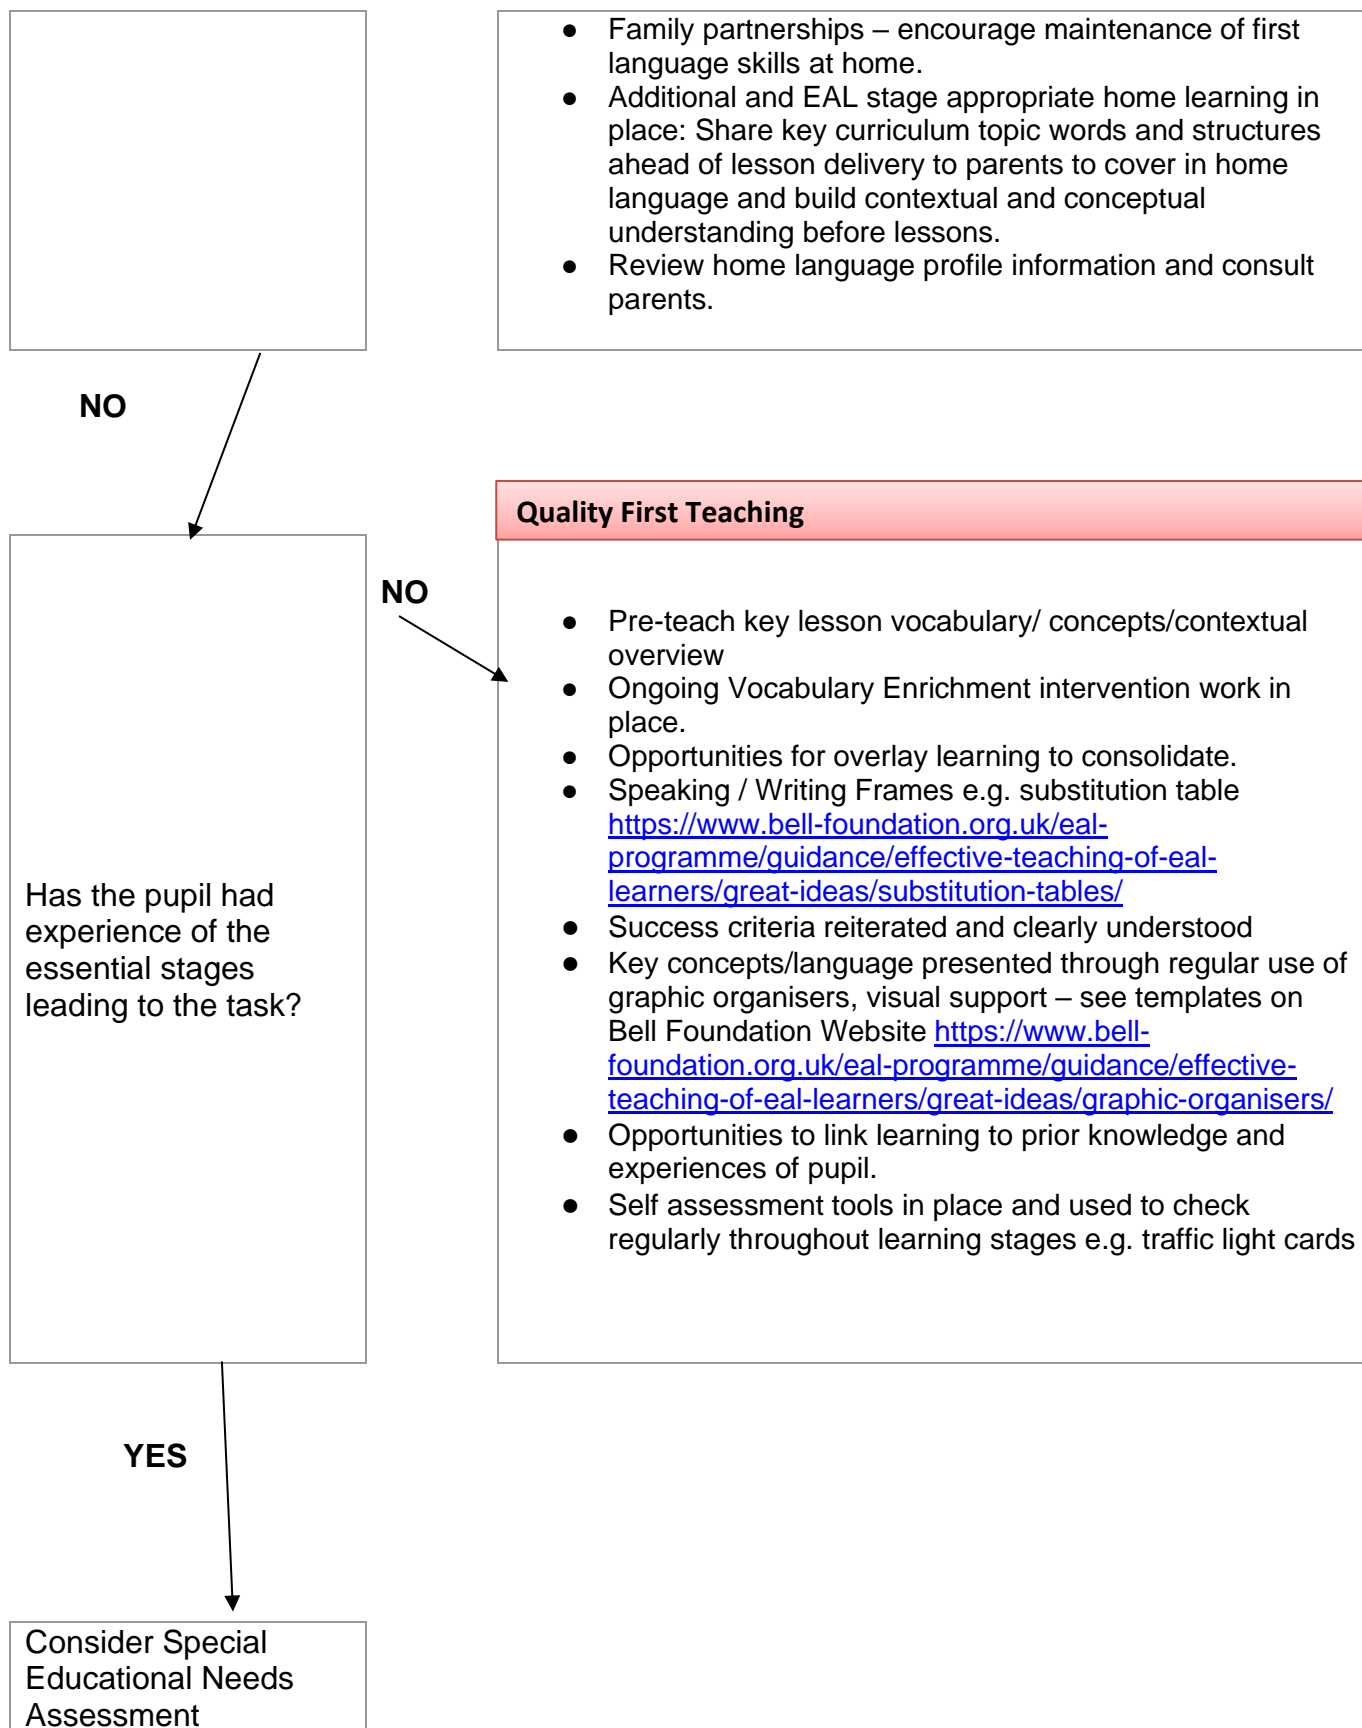 ● Family partnerships – encourage maintenance of first
language skills at home.
● Additional and EAL stage appropriate home learning in
place: Share key curriculum topic words and structures
ahead of lesson delivery to parents to cover in home
language and build contextual and conceptual
understanding before lessons.
● Review home language profile information and consult
parents.
NO
Quality First Teaching
NO
● Pre-teach key lesson vocabulary/ concepts/contextual
overview
● Ongoing Vocabulary Enrichment intervention work in
place.
● Opportunities for overlay learning to consolidate.
● Speaking / Writing Frames e.g. substitution table
https://www.bell-foundation.org.uk/eal-
programme/guidance/effective-teaching-of-eal-
learners/great-ideas/substitution-tables/
● Success criteria reiterated and clearly understood
● Key concepts/language presented through regular use of
graphic organisers, visual support – see templates on
Bell Foundation Website https://www.bell-
foundation.org.uk/eal-programme/guidance/effective-
teaching-of-eal-learners/great-ideas/graphic-organisers/
● Opportunities to link learning to prior knowledge and
experiences of pupil.
● Self assessment tools in place and used to check
regularly throughout learning stages e.g. traffic light cards
Has the pupil had
experience of the
essential stages
leading to the task?
YES
Consider Special
Educational Needs
Assessment